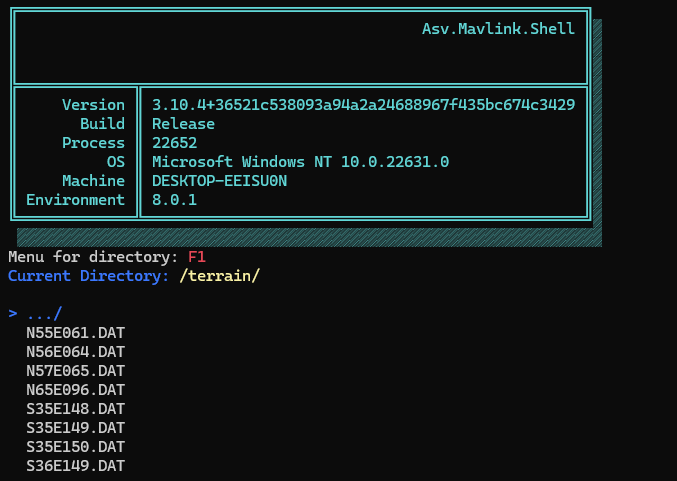 Asv.Mavlink.Shell
Version 3.10.4+36521c538093a94a2a24688967f435bc674c3429
Build Release
Process 22652
OS Microsoft Windows NT 10.0.22631.0
Machine DESKTOP-EEISU0N
Environment 8.0.1
Menu for directory: F1
Current Directory: /terrain/
> .../
N55E061.DAT
N56E064.DAT
N57E065.DAT
N65E096.DAT
S35E148.DAT
S35E149.DAT
S35E150.DAT
S36E149.DAT